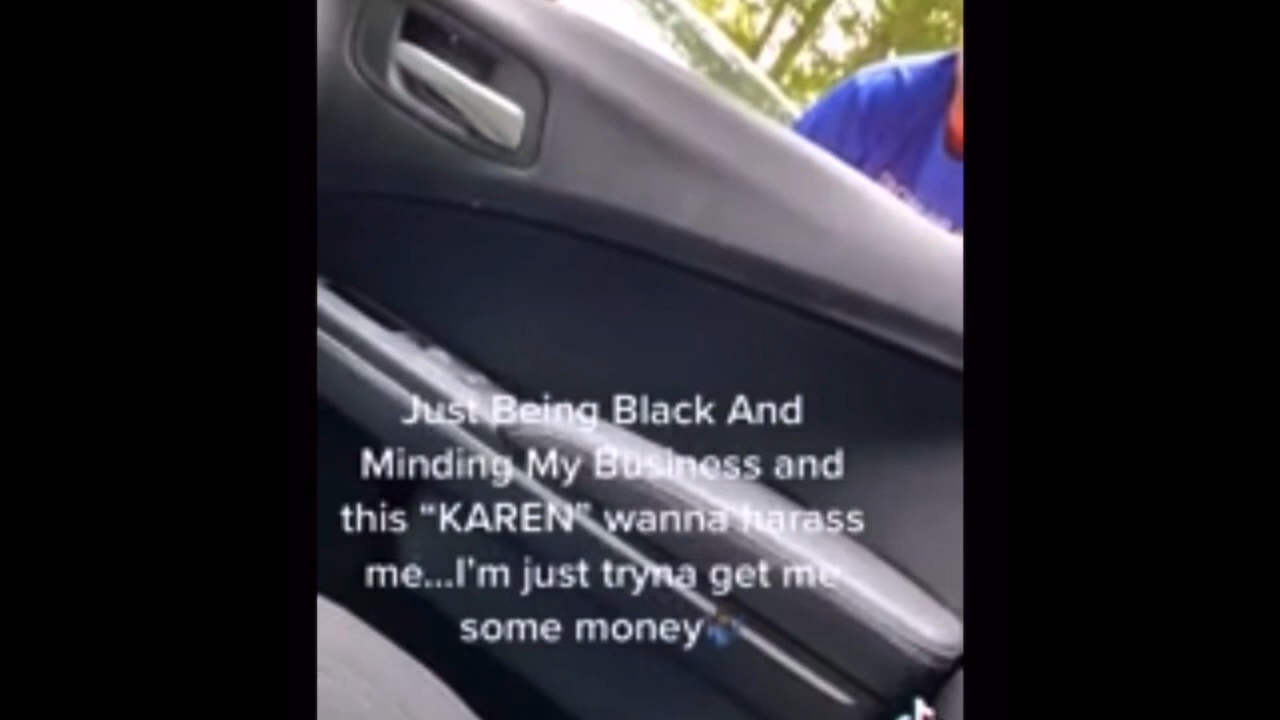 Just Being Black And
Minding My Business and
this “KAREN” wanna harass
me...I'm just tryna get me
some money